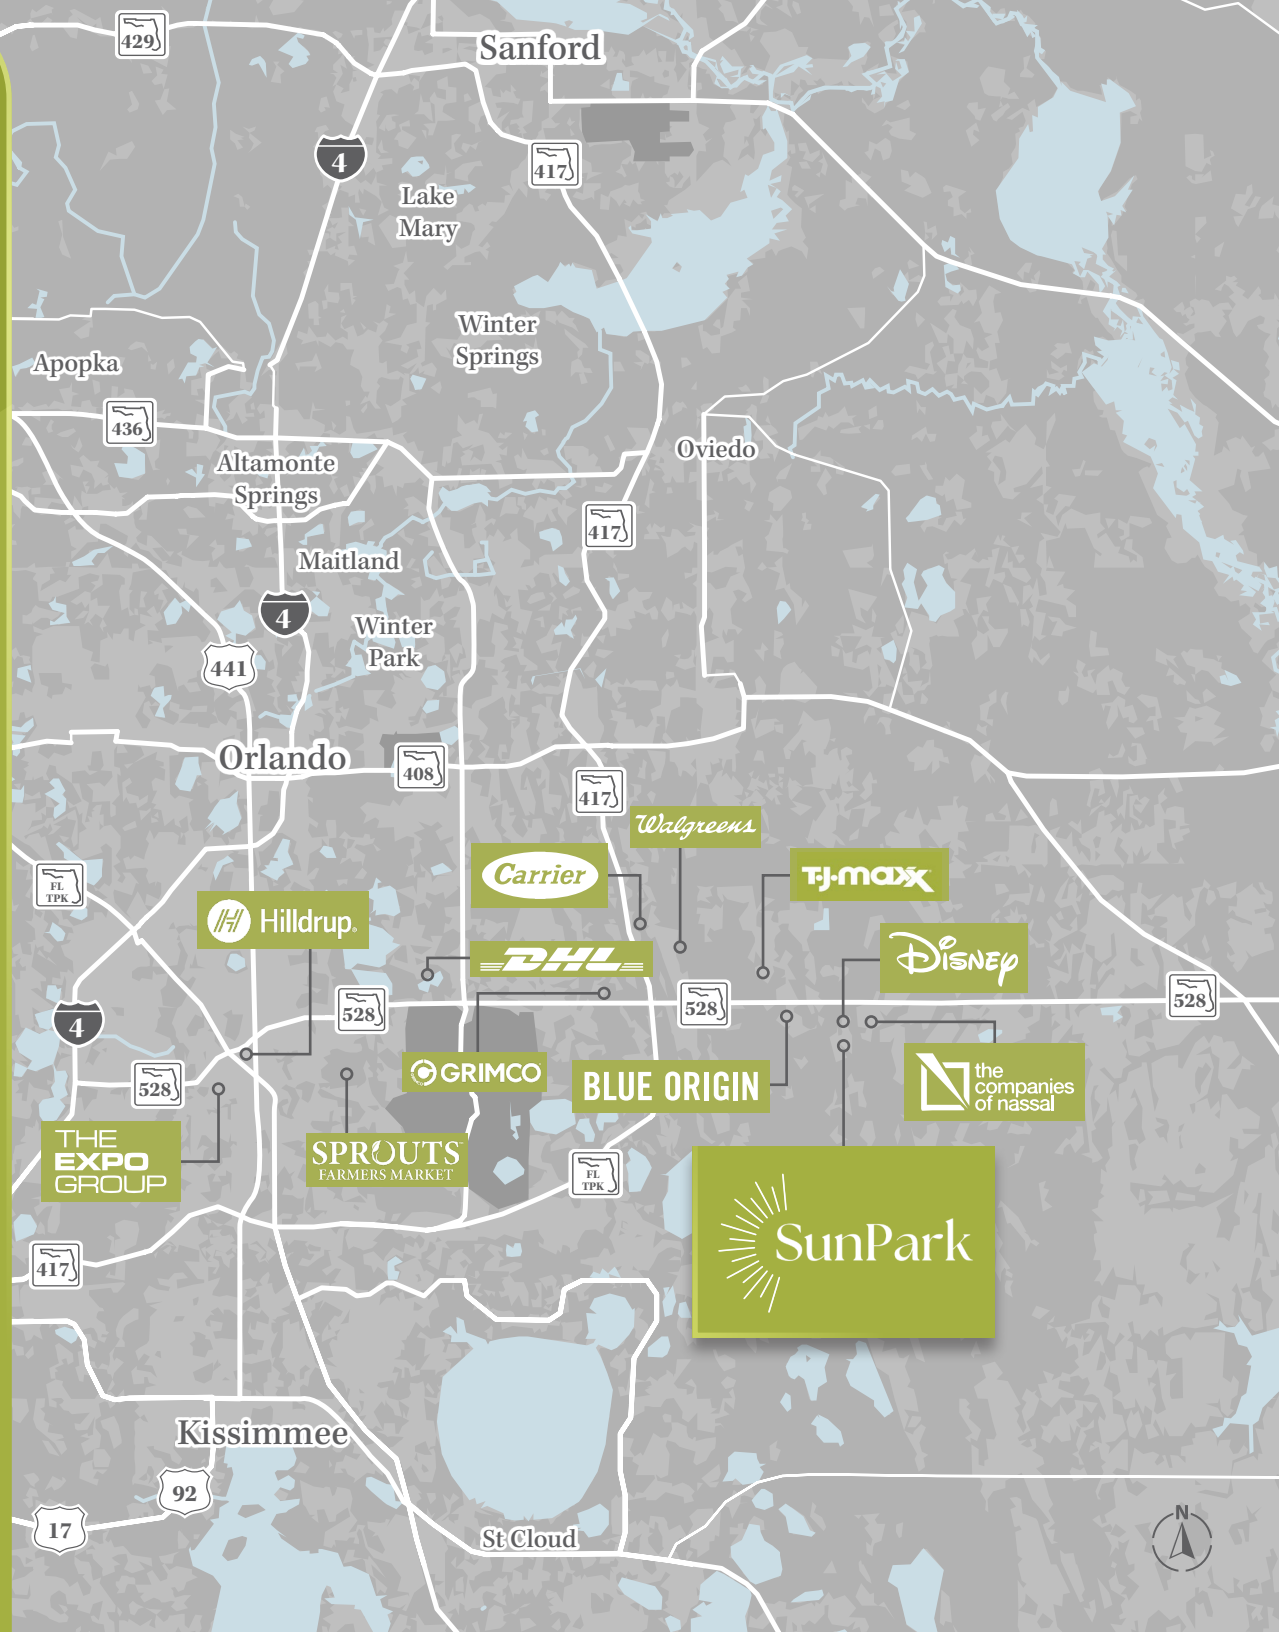 429
Sanford
4
417
Lake
Mary
Winter
Springs
Apopka
436
Altamonte
Springs
Oviedo
417
Maitland
4
Winter
Park
441
Orlando
408
417
Walgreens
Carrier
T·J·maxx
FL
TPK
Hilldrup.
DHL
Disney
528
528
528
4
528
GRIMCO
BLUE ORIGIN
the
companies
of nassal
THE
EXPO
GROUP
SPROUTS
FARMERS MARKET
FL
TPK
SunPark
417
Kissimmee
92
17
St Cloud
N